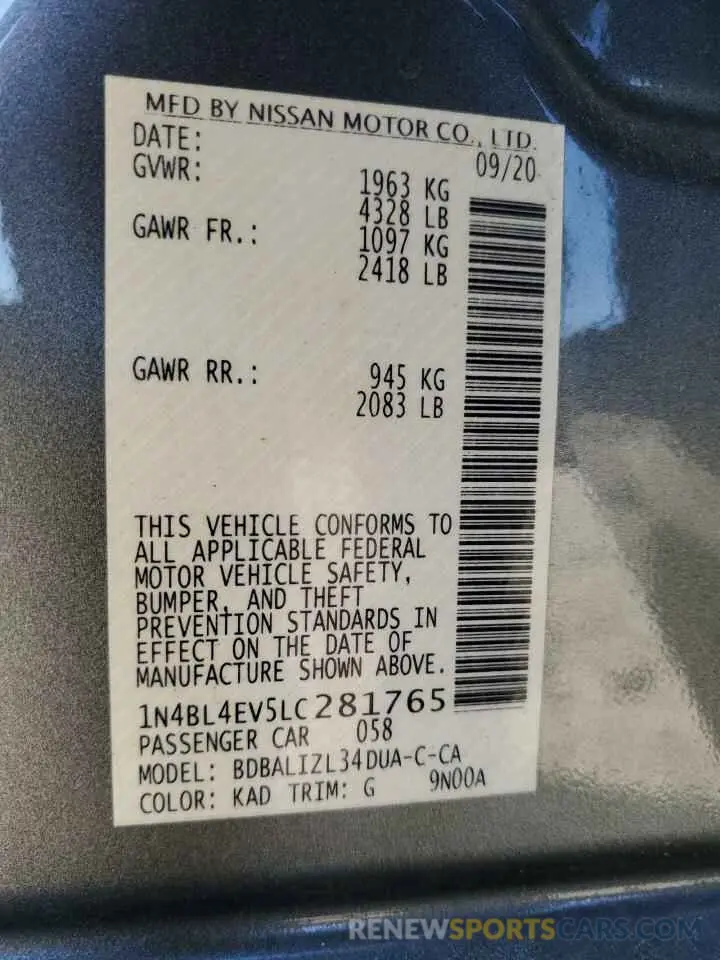 MFD BY NISSAN MOTOR CO., LTD.
DATE: 09/20
GVWR: 1963 KG
4328 LB
GAWR FR.: 1097 KG
2418 LB
GAWR RR.: 945 KG
2083 LB
THIS VEHICLE CONFORMS TO
ALL APPLICABLE FEDERAL
MOTOR VEHICLE SAFETY,
BUMPER, AND THEFT
PREVENTION STANDARDS IN
EFFECT ON THE DATE OF
MANUFACTURE SHOWN ABOVE.
1N4BL4EV5LC281765
PASSENGER CAR 058
MODEL: BDBALIZL34DUA-C-CA
COLOR: KAD TRIM: G 9N00A
RENEWSPORTSCARS.COM